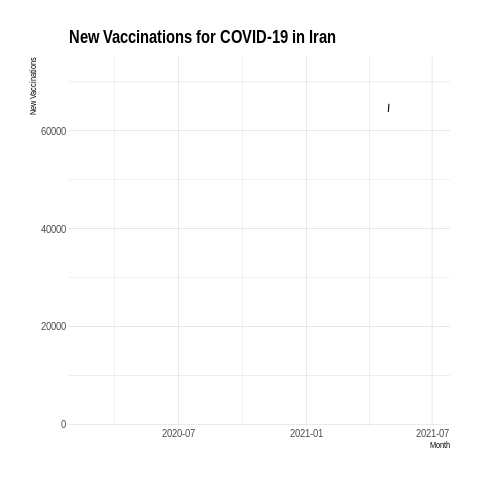 New Vaccinations for COVID-19 in Iran
New Vaccinations
60000
40000
20000
0
2020-07 2021-01 2021-07
Month